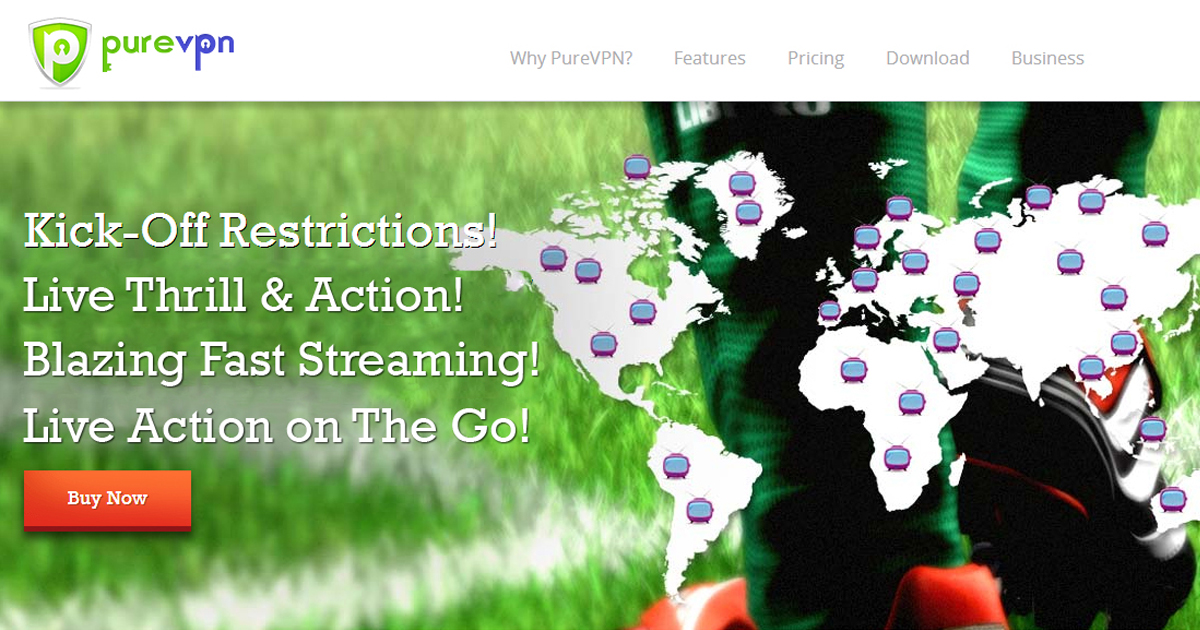 purevpn
Why PureVPN? Features Pricing Download Business
Kick-Off Restrictions!
Live Thrill & Action!
Blazing Fast Streaming!
Live Action on The Go!
Buy Now